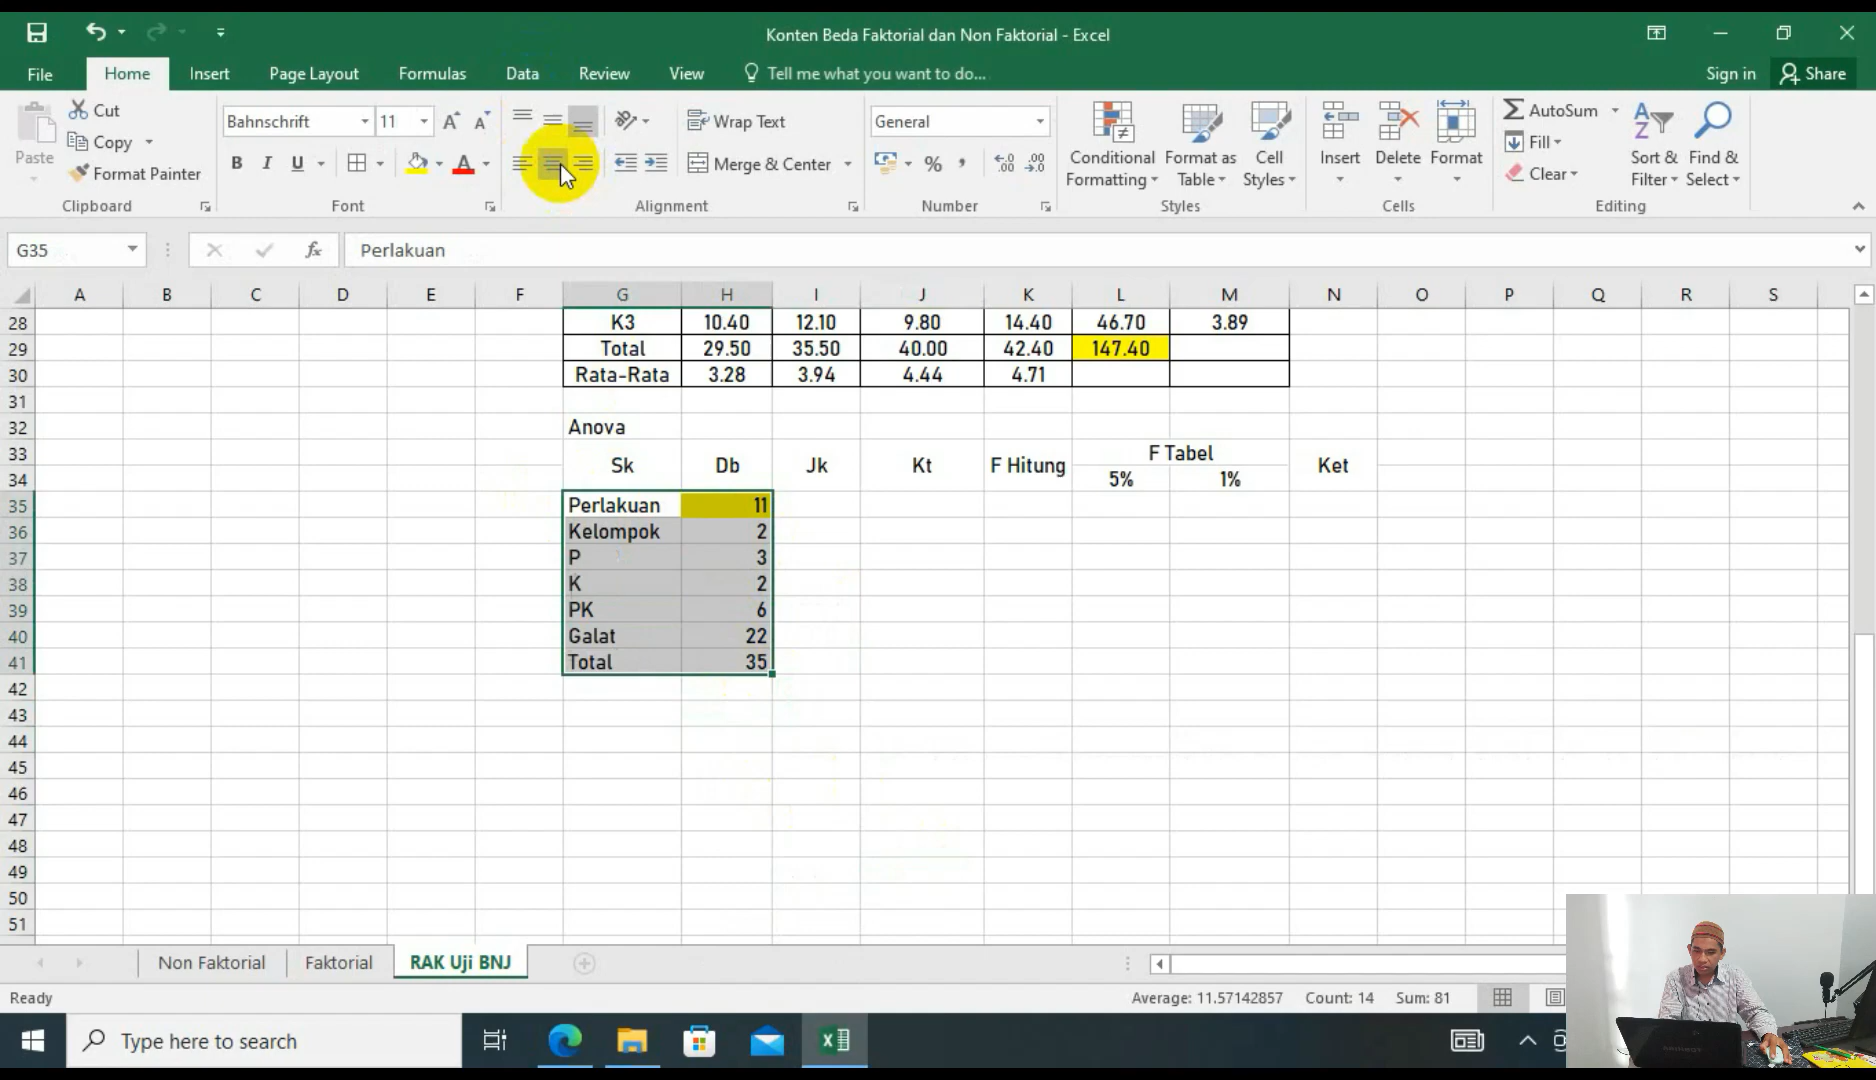 Konten Beda Faktorial dan Non Faktorial - Excel
File Home Insert Page Layout Formulas Data Review View Tell me what you want to do... Sign in Share
Paste Cut Copy Format Painter
Clipboard
Bahnschrift 11
B I U
Font
Wrap Text
Merge & Center
Alignment
General
%
Number
Conditional Formatting
Format as Table
Cell Styles
Styles
Insert Delete Format
Cells
AutoSum
Fill
Clear
Sort & Filter
Find & Select
Editing
G35 fx Perlakuan
A B C D E F G H I J K L M N O P Q R S
28 K3 10.40 12.10 9.80 14.40 46.70 3.89
29 Total 29.50 35.50 40.00 42.40 147.40
30 Rata-Rata 3.28 3.94 4.44 4.71
31
32 Anova
33 Sk Db Jk Kt F Hitung F Tabel Ket
34 5% 1%
35 Perlakuan 11
36 Kelompok 2
37 P 3
38 K 2
39 PK 6
40 Galat 22
41 Total 35
42
43
44
45
46
47
48
49
50
51
Non Faktorial Faktorial RAK Uji BNJ
Ready Average: 11.57142857 Count: 14 Sum: 81
Type here to search